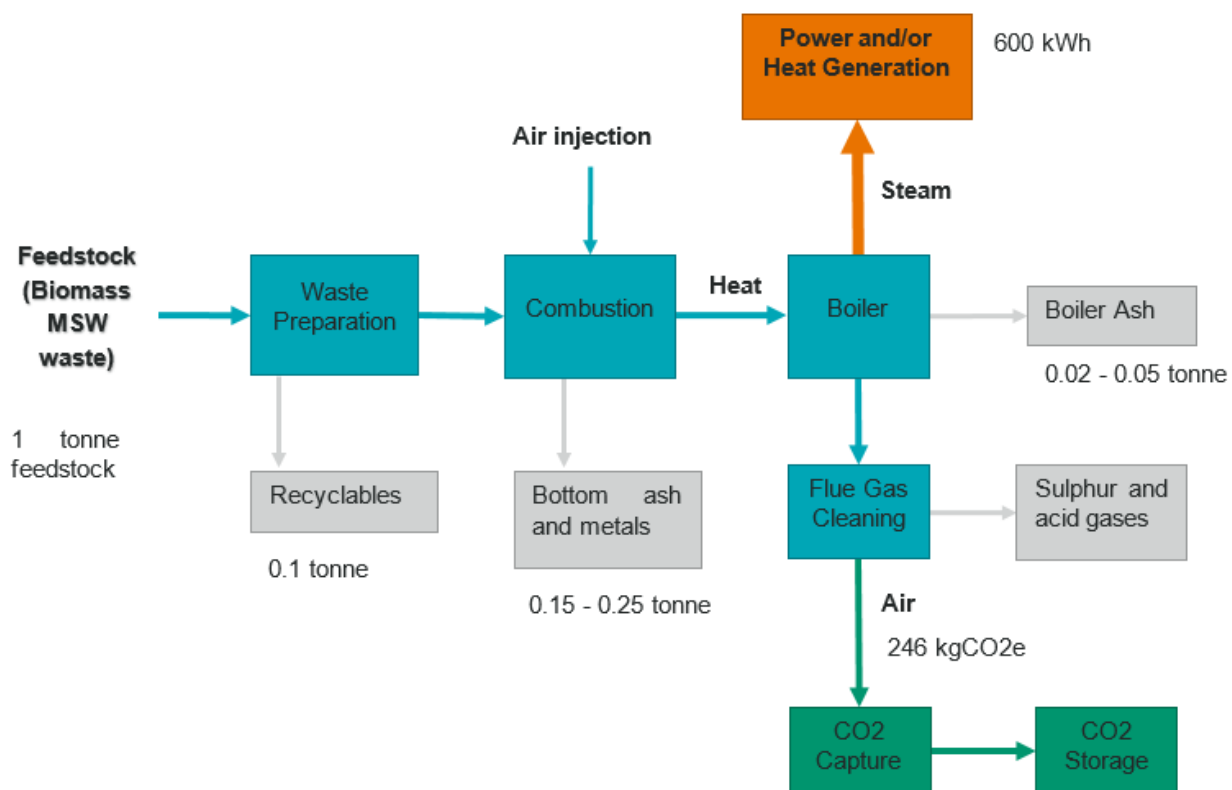 Power and/or
Heat Generation
600 kWh
Air injection
Steam
Feedstock
(Biomass
MSW
waste)
Waste
Preparation
Combustion
Heat
Boiler
Boiler Ash
0.02 - 0.05 tonne
1 tonne
feedstock
Recyclables
0.1 tonne
Bottom ash
and metals
0.15 - 0.25 tonne
Flue Gas
Cleaning
Sulphur and
acid gases
Air
246 kgCO2e
CO2
Capture
CO2
Storage